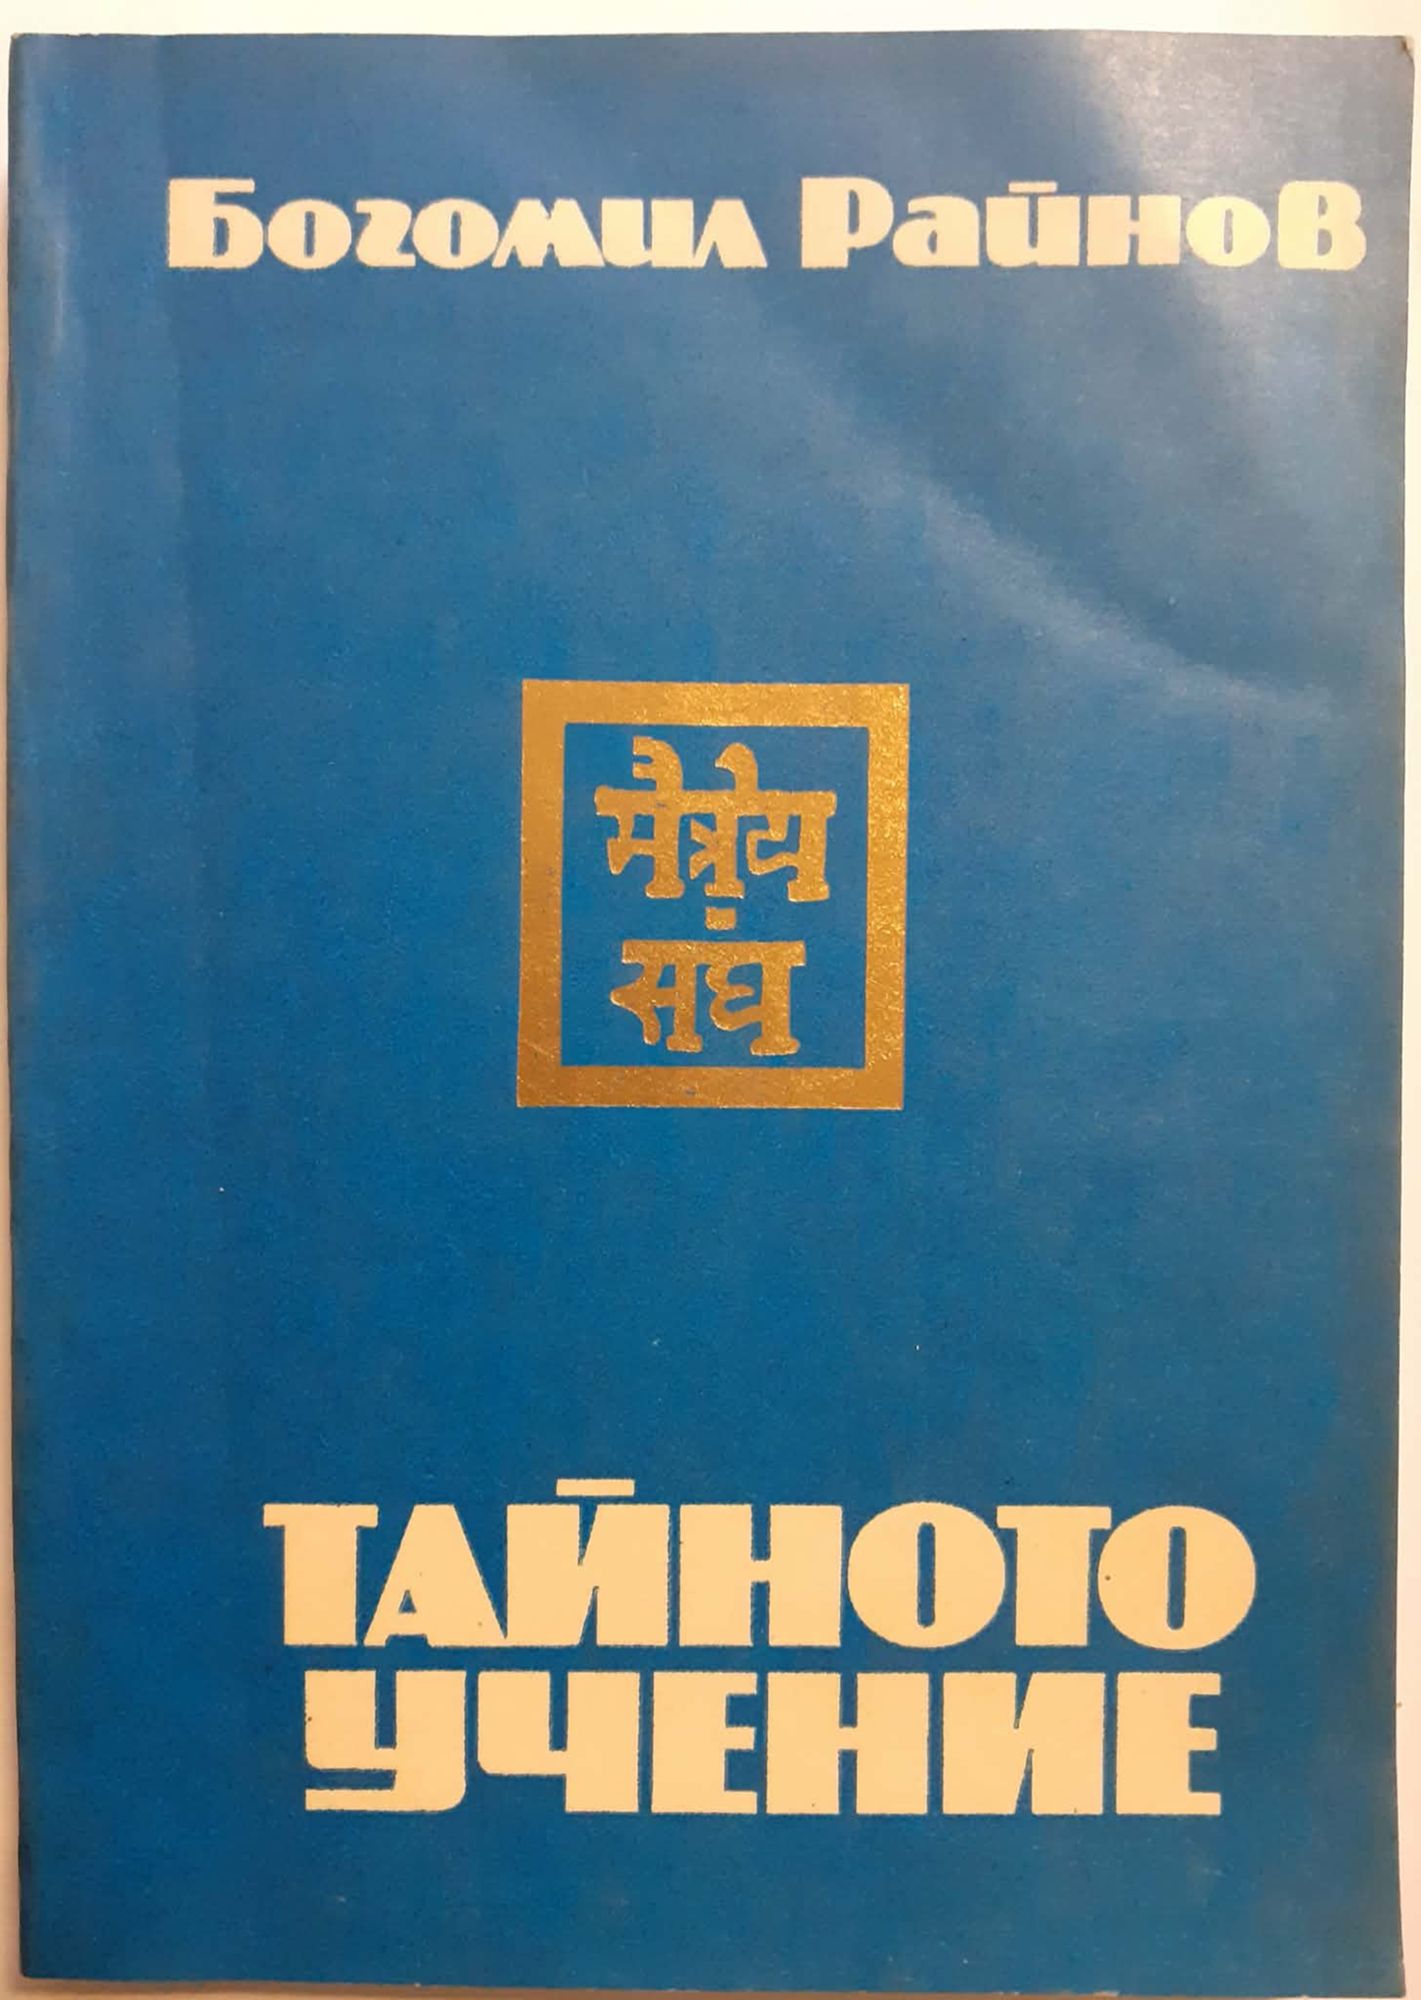 Богомил Райнов
मैत्रेय
संघ
ТАЙНОТО
УЧЕНИЕ